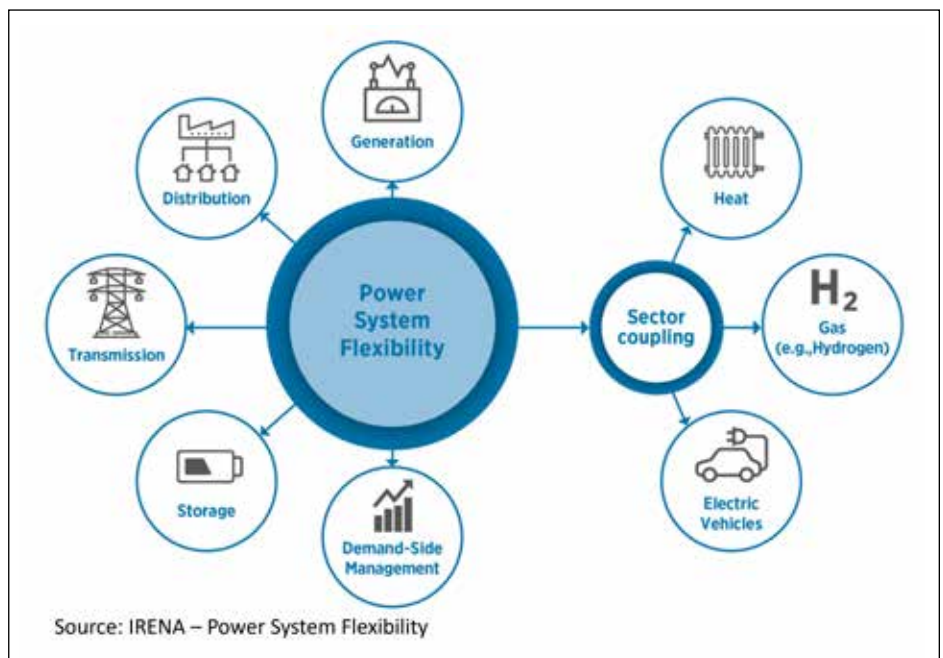 Generation
Distribution
Transmission
Storage
Demand-Side
Management
Power
System
Flexibility
Sector
coupling
Heat
H₂
Gas
(e.g.,Hydrogen)
Electric
Vehicles
Source: IRENA – Power System Flexibility